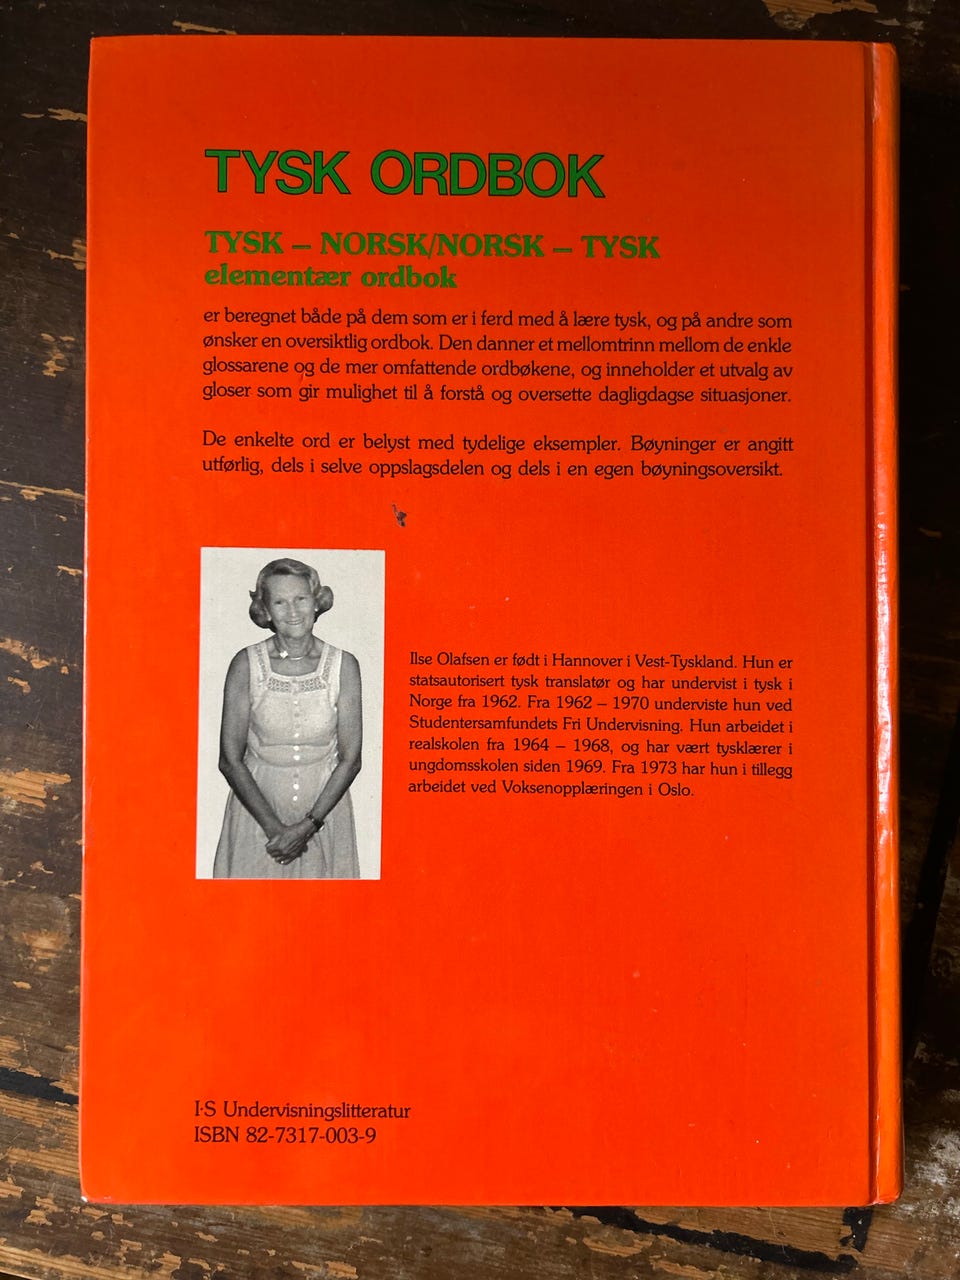 TYSK ORDBOK
TYSK – NORSK/NORSK – TYSK
elementær ordbok
er beregnet både på dem som er i ferd med å lære tysk, og på andre som
ønsker en oversiktlig ordbok. Den danner et mellomtrinn mellom de enkle
glossarene og de mer omfattende ordbøkene, og inneholder et utvalg av
gloser som gir mulighet til å forstå og oversette dagligdagse situasjoner.
De enkelte ord er belyst med tydelige eksempler. Bøyninger er angitt
utførlig, dels i selve oppslagsdelen og dels i en egen bøyningsoversikt.
Ilse Olafsen er født i Hannover i Vest-Tyskland. Hun er
statsautorisert tysk translatør og har undervist i tysk i
Norge fra 1962. Fra 1962 – 1970 underviste hun ved
Studentersamfundets Fri Undervisning. Hun arbeidet i
realskolen fra 1964 – 1968, og har vært tysklærer i
ungdomsskolen siden 1969. Fra 1973 har hun i tillegg
arbeidet ved Voksenopplæringen i Oslo.
I·S Undervisningslitteratur
ISBN 82-7317-003-9